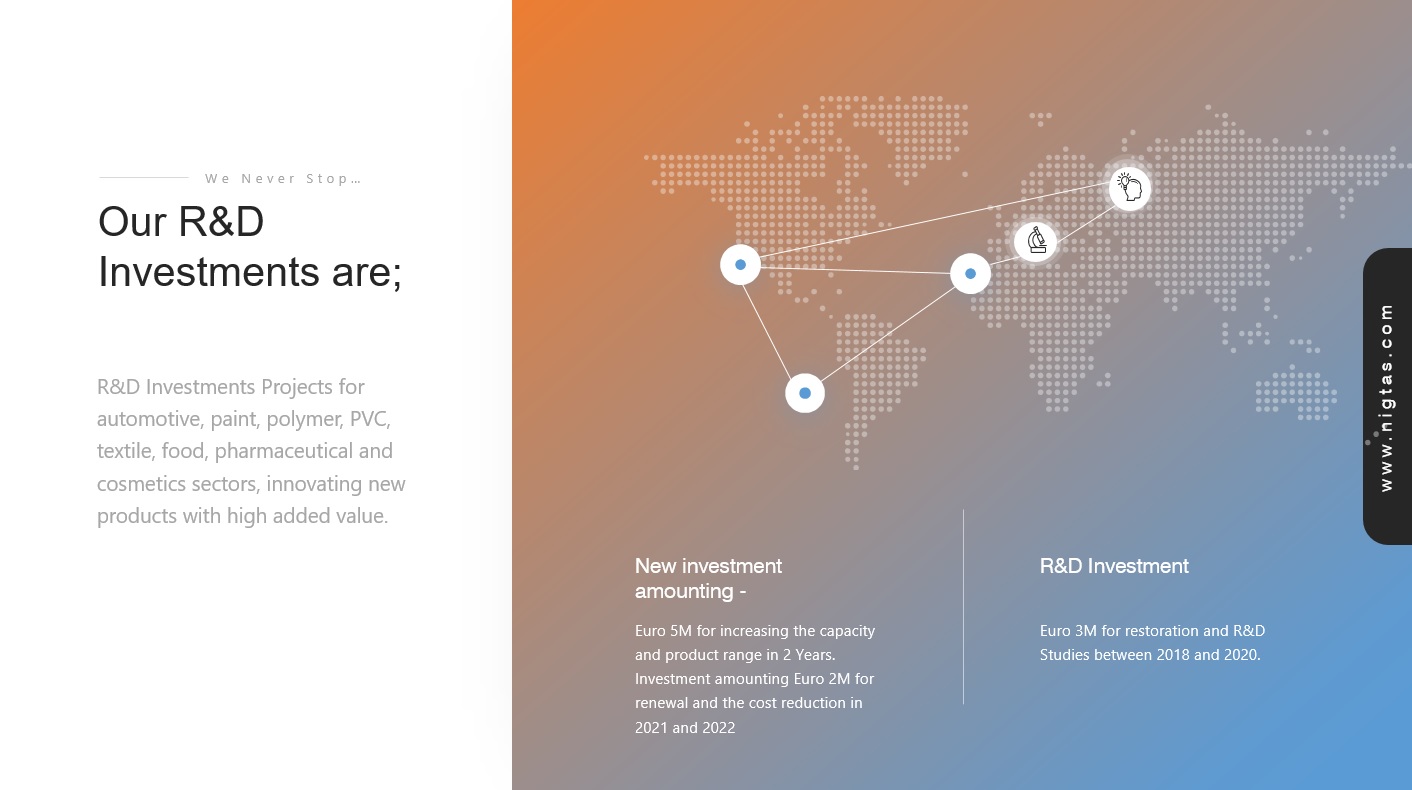 We Never Stop…
Our R&D
Investments are;
R&D Investments Projects for
automotive, paint, polymer, PVC,
textile, food, pharmaceutical and
cosmetics sectors, innovating new
products with high added value.
New investment
amounting -
Euro 5M for increasing the capacity
and product range in 2 Years.
Investment amounting Euro 2M for
renewal and the cost reduction in
2021 and 2022
R&D Investment
Euro 3M for restoration and R&D
Studies between 2018 and 2020.
www.nigtas.com